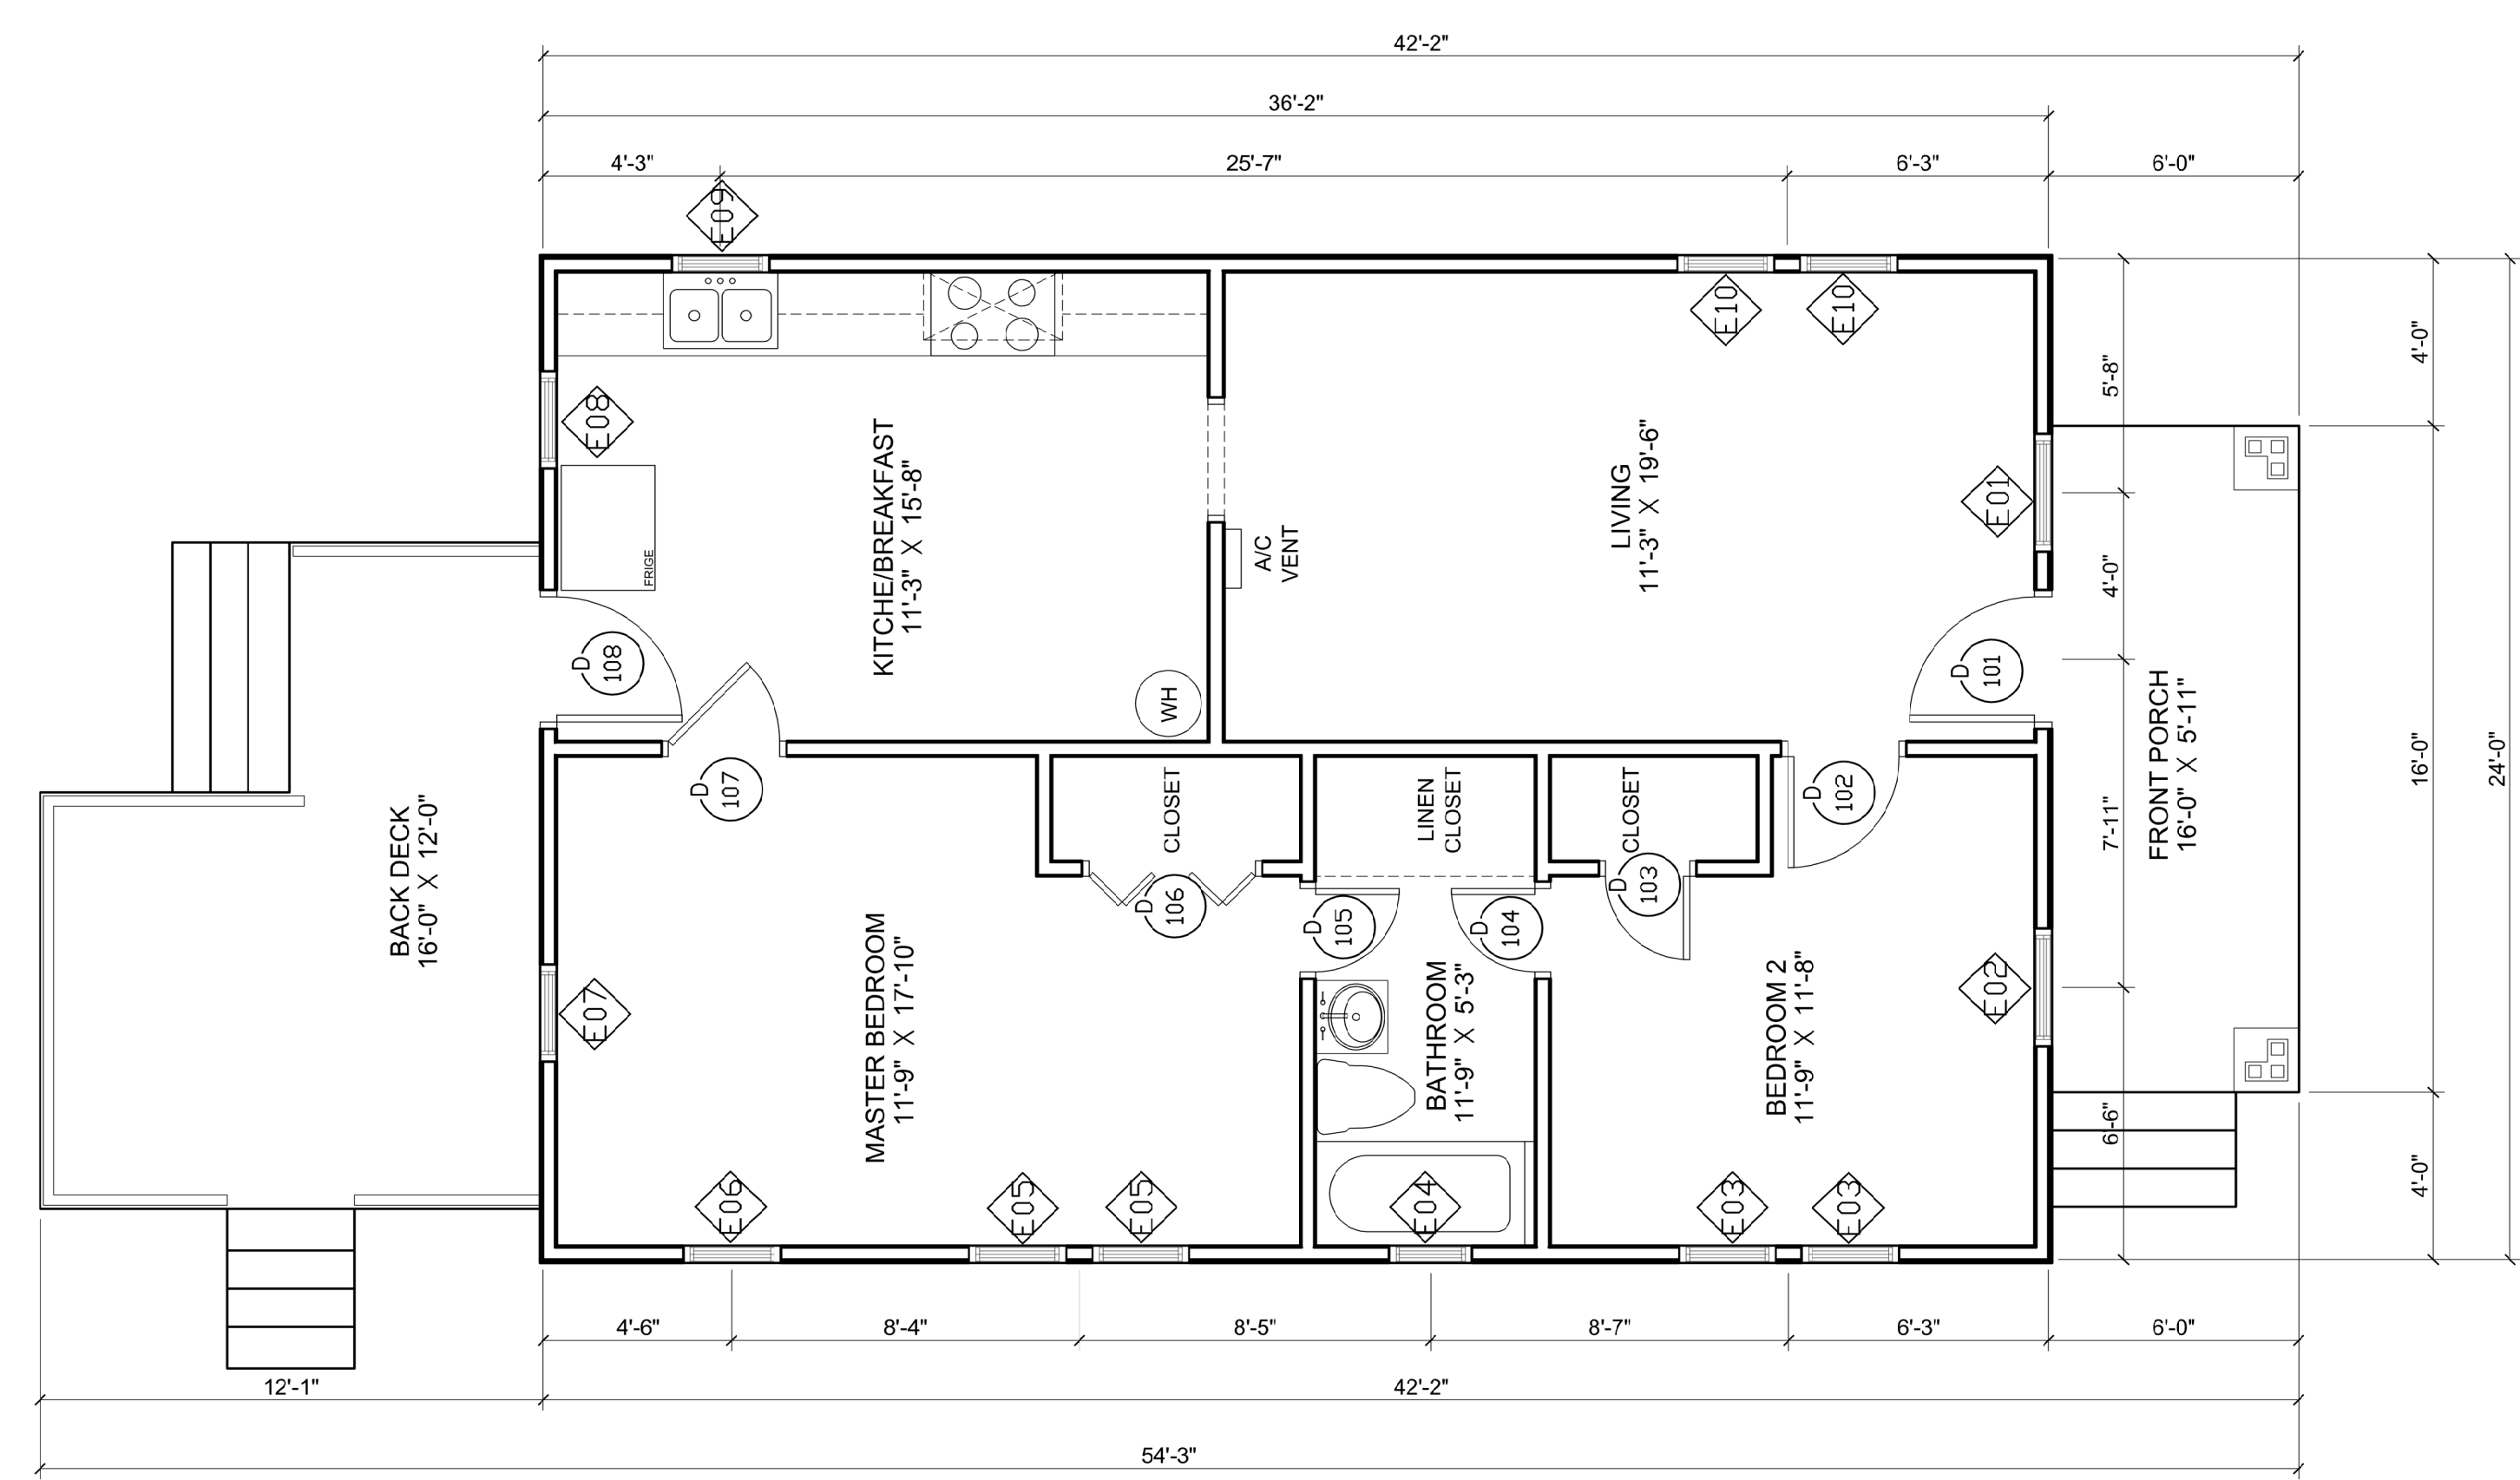 42'-2"
36'-2"
4'-3"
25'-7"
6'-3"
6'-0"
E09
E10
E10
E08
FRIGE
KITCHE/BREAKFAST
11'-3" X 15'-8"
A/C
VENT
LIVING
11'-3" X 19'-6"
E01
5'-8"
4'-0"
7'-11"
6'-6"
4'-0"
16'-0"
4'-0"
24'-0"
D
108
WH
D
101
FRONT PORCH
16'-0" X 5'-11"
BACK DECK
16'-0" X 12'-0"
D
107
CLOSET
LINEN
CLOSET
CLOSET
D
102
D
106
D
105
D
104
D
103
E07
MASTER BEDROOM
11'-9" X 17'-10"
BATHROOM
11'-9" X 5'-3"
BEDROOM 2
11'-9" X 11'-8"
E02
E06
E05
E05
E04
E03
E03
4'-6"
8'-4"
8'-5"
8'-7"
6'-3"
6'-0"
12'-1"
42'-2"
54'-3"